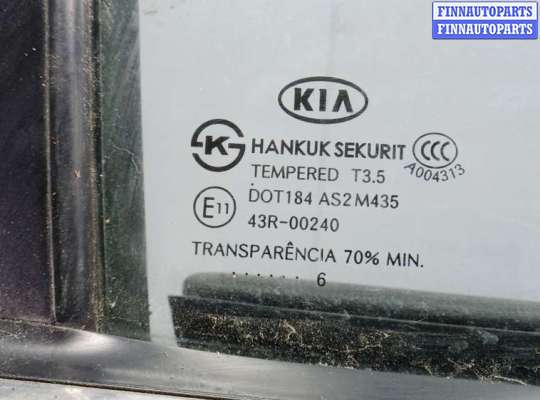 FINNAUTOPARTS
FINNAUTOPARTS
KIA
K HANKUK SEKURIT CCC
TEMPERED T3.5 A004313
E11 DOT184 AS2 M435
43R-00240
TRANSPARÊNCIA 70% MIN.
...... 6